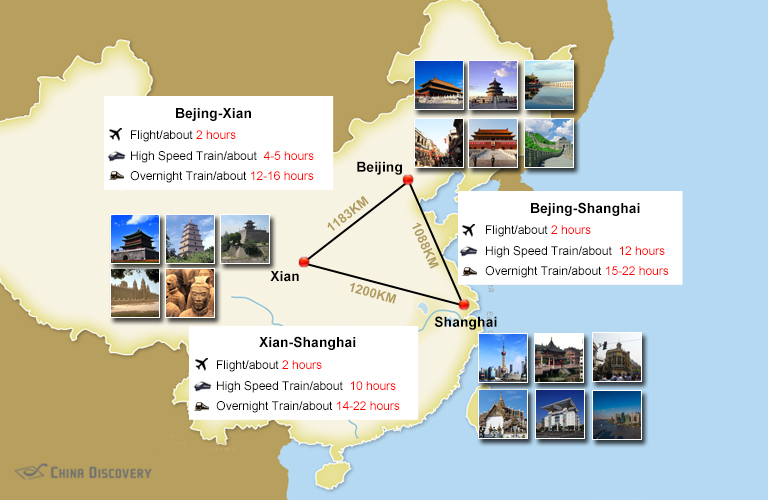 Bejing-Xian
Flight/about 2 hours
High Speed Train/about 4-5 hours
Overnight Train/about 12-16 hours
Beijing
Bejing-Shanghai
Flight/about 2 hours
High Speed Train/about 12 hours
Overnight Train/about 15-22 hours
1183KM
1088KM
Xian
1200KM
Shanghai
Xian-Shanghai
Flight/about 2 hours
High Speed Train/about 10 hours
Overnight Train/about 14-22 hours
CHINA DISCOVERY